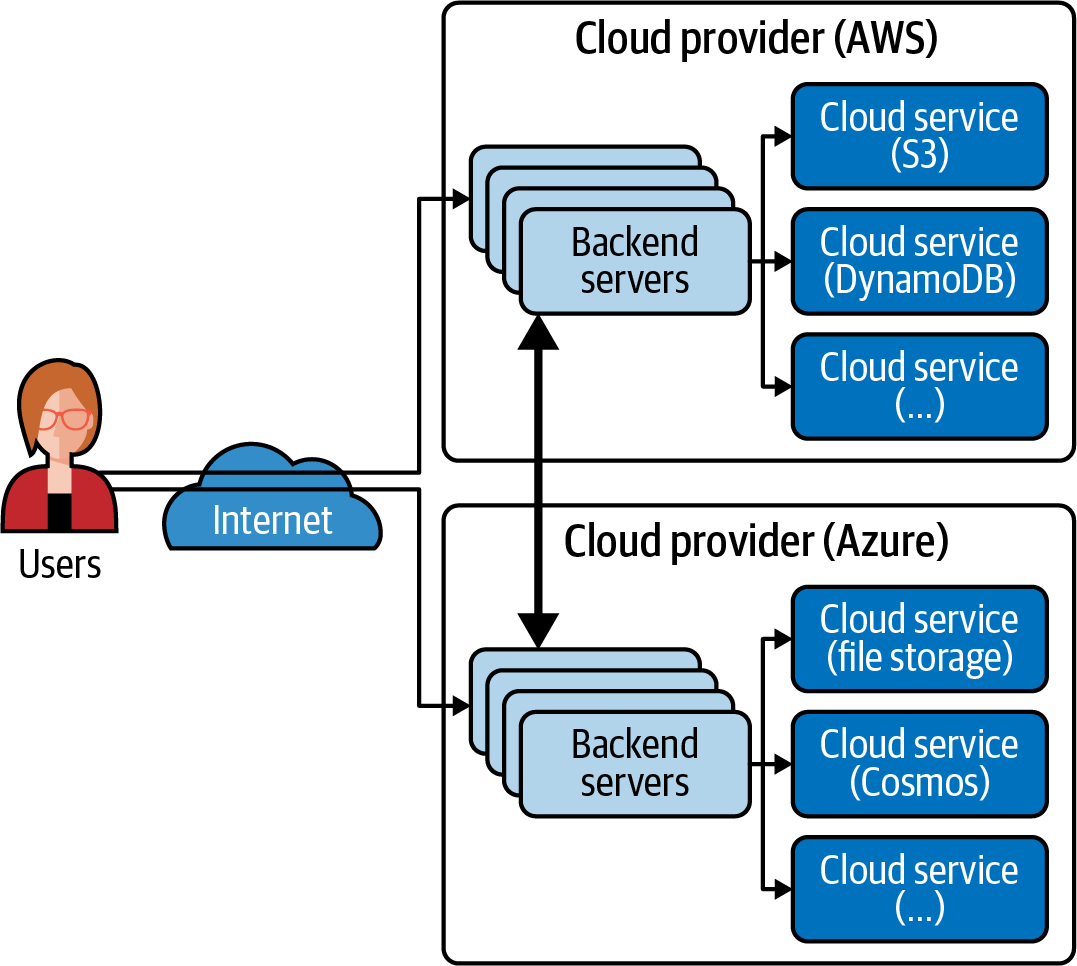 Cloud provider (AWS)
Cloud service
(S3)
Backend
servers
Cloud service
(DynamoDB)
Cloud service
(...)
Users
Internet
Cloud provider (Azure)
Cloud service
(file storage)
Backend
servers
Cloud service
(Cosmos)
Cloud service
(...)